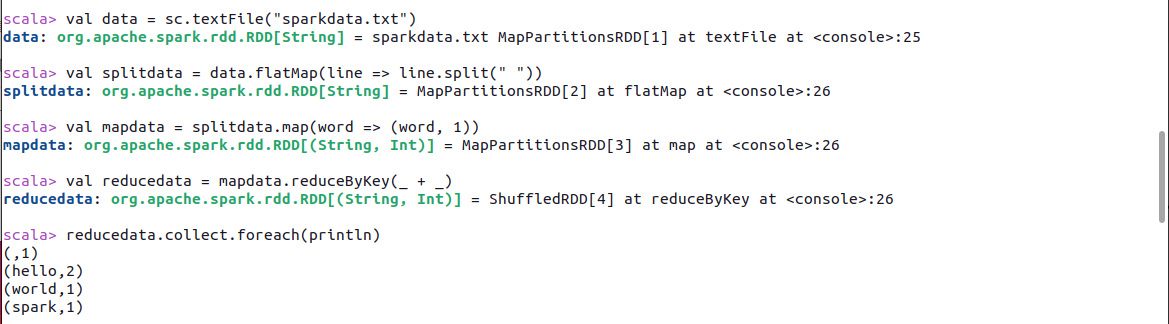 scala> val data = sc.textFile("sparkdata.txt")
data: org.apache.spark.rdd.RDD[String] = sparkdata.txt MapPartitionsRDD[1] at textFile at <console>:25
scala> val splitdata = data.flatMap(line => line.split(" "))
splitdata: org.apache.spark.rdd.RDD[String] = MapPartitionsRDD[2] at flatMap at <console>:26
scala> val mapdata = splitdata.map(word => (word, 1))
mapdata: org.apache.spark.rdd.RDD[(String, Int)] = MapPartitionsRDD[3] at map at <console>:26
scala> val reducedata = mapdata.reduceByKey(_ + _)
reducedata: org.apache.spark.rdd.RDD[(String, Int)] = ShuffledRDD[4] at reduceByKey at <console>:26
scala> reducedata.collect.foreach(println)
(,1)
(hello,2)
(world,1)
(spark,1)